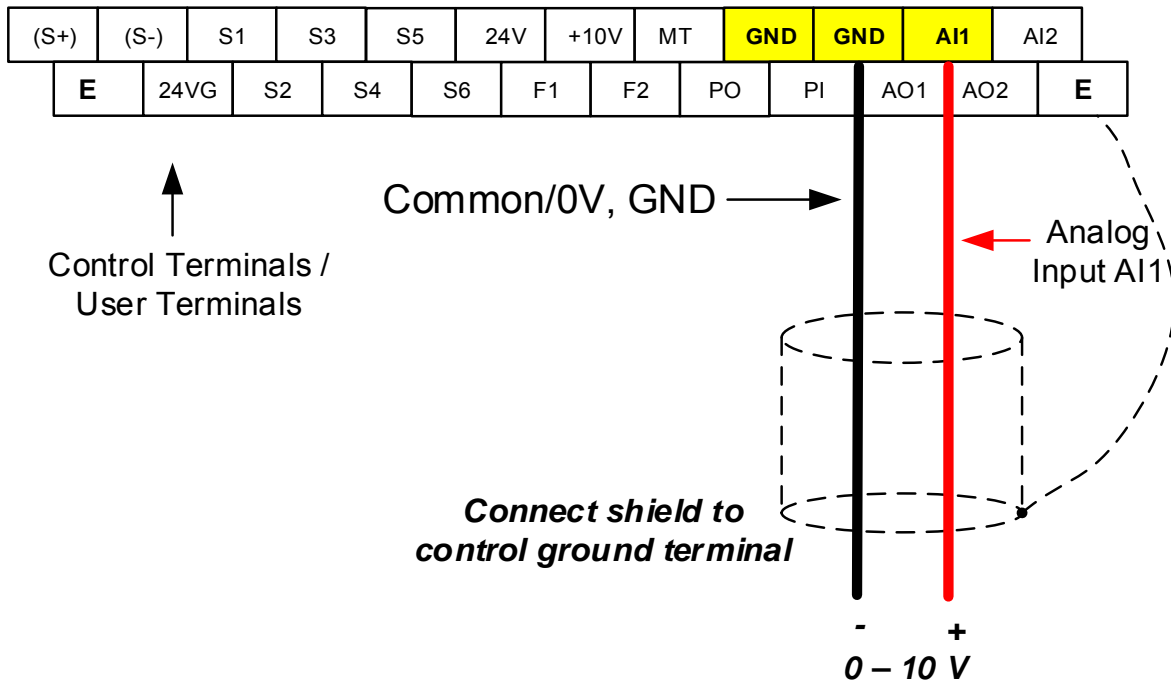 (S+) (S-) S1 S3 S5 24V +10V MT GND GND AI1 AI2
E 24VG S2 S4 S6 F1 F2 PO PI AO1 AO2 E
Common/0V, GND
Control Terminals /
User Terminals
Analog
Input AI1
Connect shield to
control ground terminal
- +
0 – 10 V